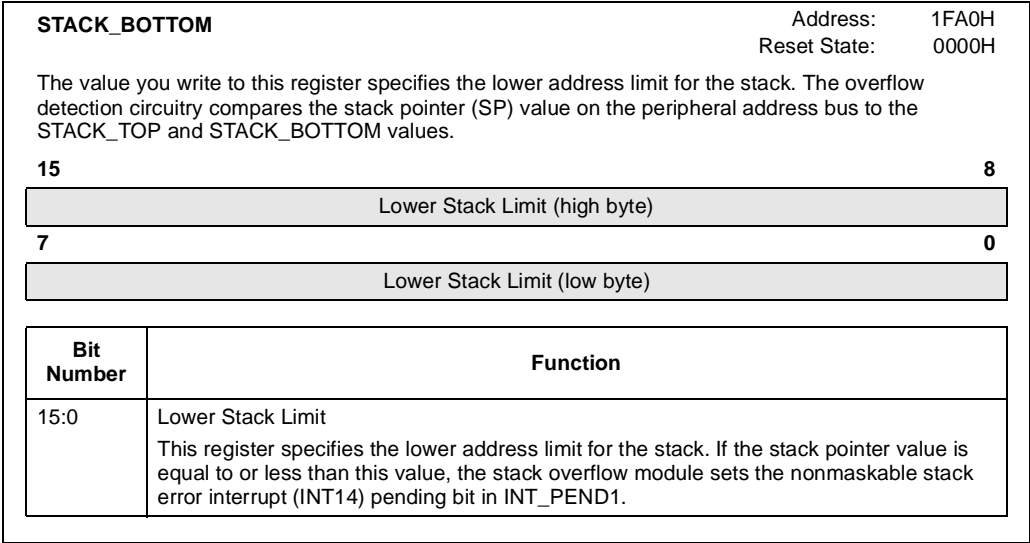 STACK_BOTTOM
Address: 1FA0H
Reset State: 0000H
The value you write to this register specifies the lower address limit for the stack. The overflow
detection circuitry compares the stack pointer (SP) value on the peripheral address bus to the
STACK_TOP and STACK_BOTTOM values.
15 8
Lower Stack Limit (high byte)
7 0
Lower Stack Limit (low byte)
Bit
Number
Function
15:0 Lower Stack Limit
This register specifies the lower address limit for the stack. If the stack pointer value is
equal to or less than this value, the stack overflow module sets the nonmaskable stack
error interrupt (INT14) pending bit in INT_PEND1.